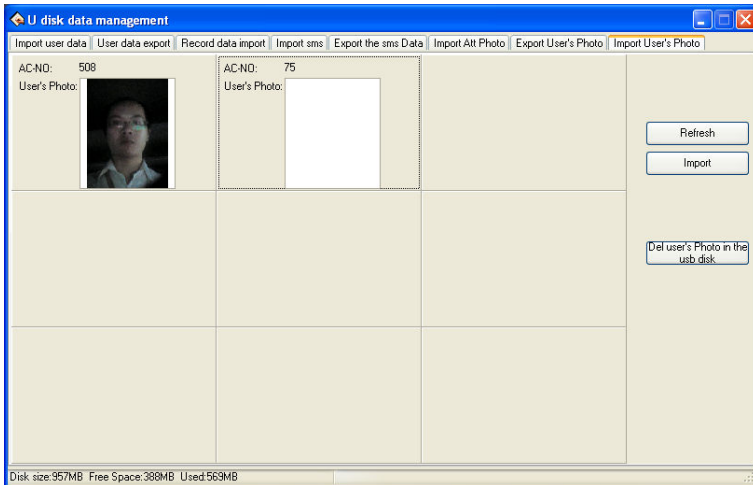 U disk data management
Import user data User data export Record data import Import sms Export the sms Data Import Att Photo Export User's Photo Import User's Photo
AC-NO: 508 AC-NO: 75
User's Photo: User's Photo:
Refresh
Import
Del user's Photo in the
usb disk
Disk size:957MB Free Space:388MB Used:569MB